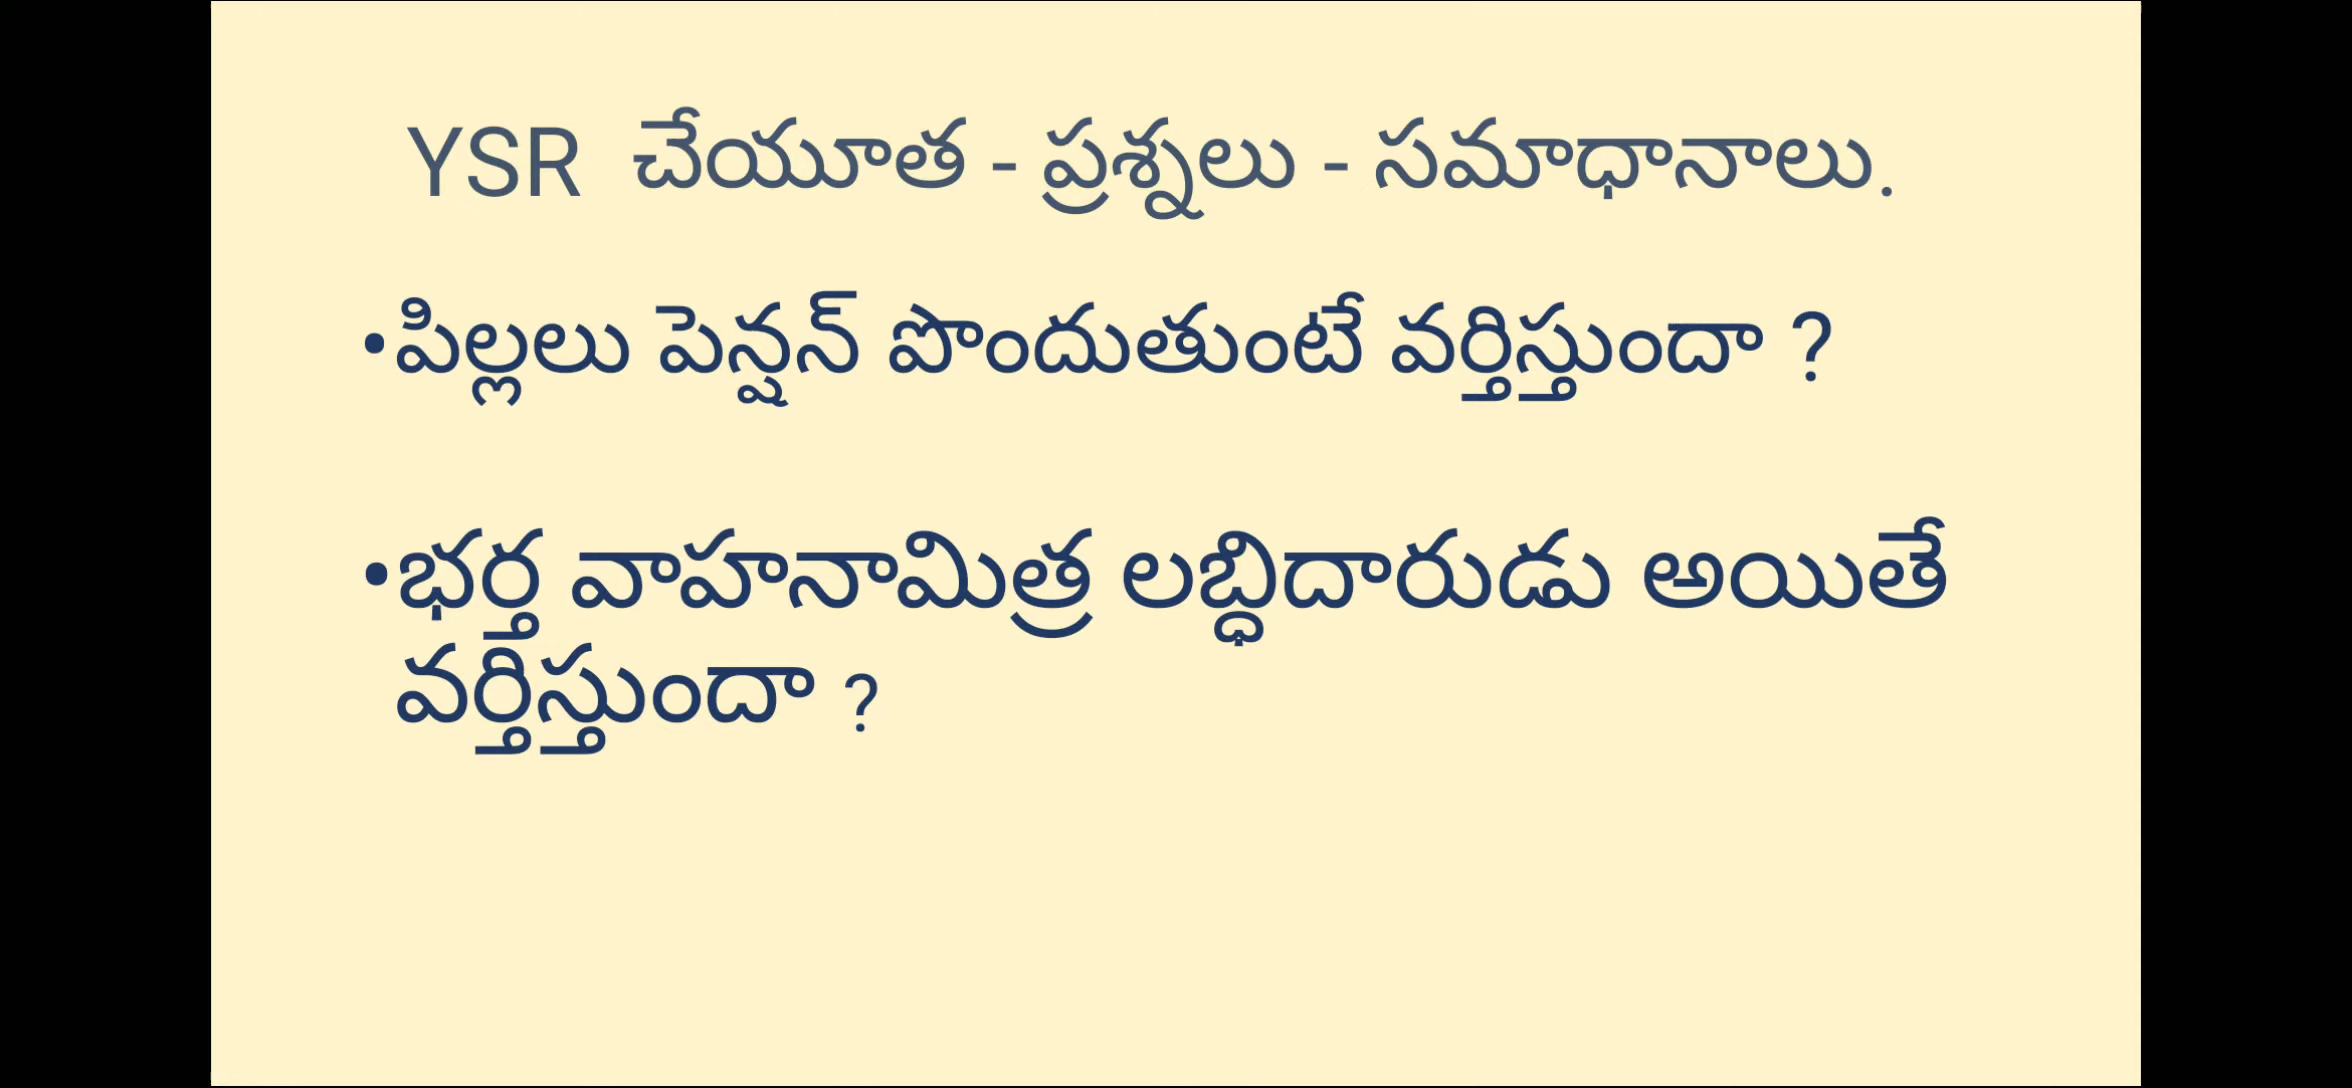 YSR చేయూత - ప్రశ్నలు - సమాధానాలు.
•పిల్లలు పెన్షన్ పొందుతుంటే వర్తిస్తుందా ?
•భర్త వాహనామిత్ర లబ్ధిదారుడు అయితే
వర్తిస్తుందా ?